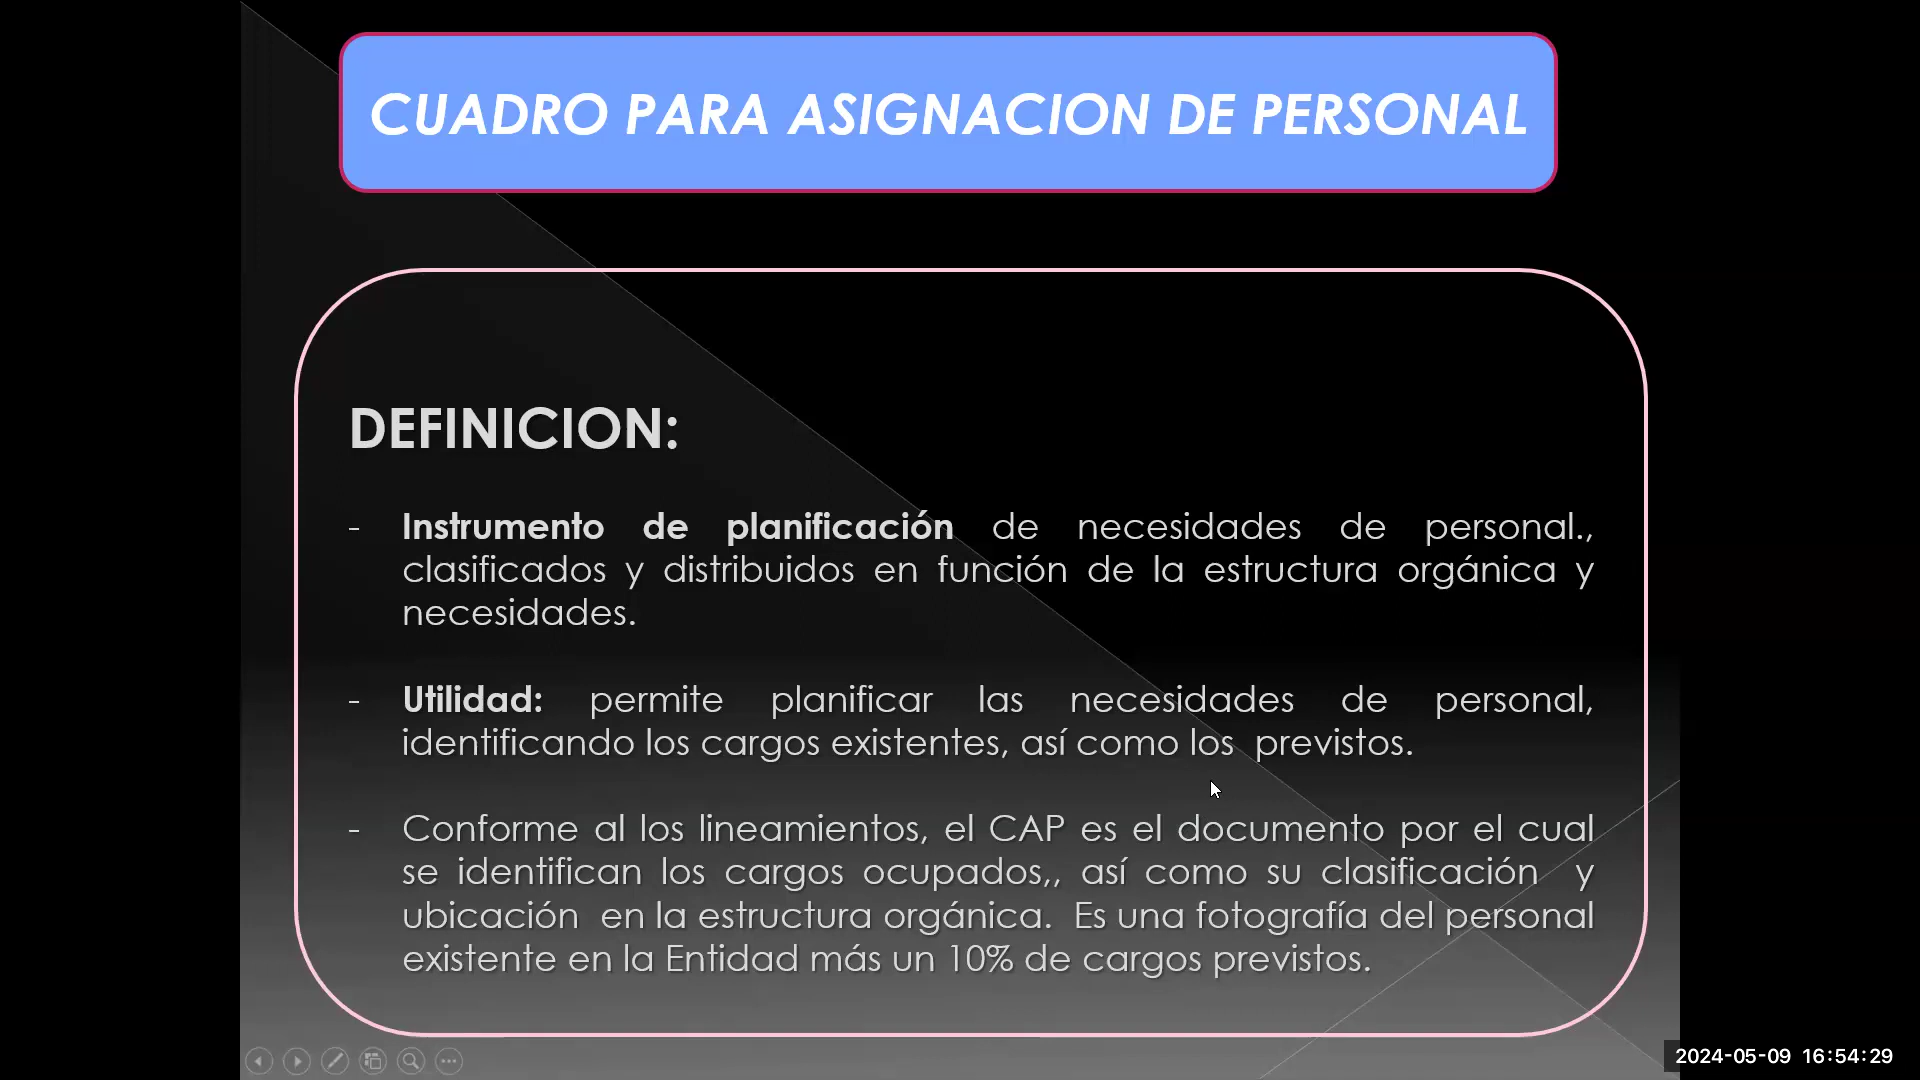 CUADRO PARA ASIGNACION DE PERSONAL
DEFINICION:
- Instrumento de planificación de necesidades de personal.,
clasificados y distribuidos en función de la estructura orgánica y
necesidades.
- Utilidad: permite planificar las necesidades de personal,
identificando los cargos existentes, así como los previstos.
- Conforme al los lineamientos, el CAP es el documento por el cual
se identifican los cargos ocupados,, así como su clasificación y
ubicación en la estructura orgánica. Es una fotografía del personal
existente en la Entidad más un 10% de cargos previstos.
2024-05-09 16:54:29